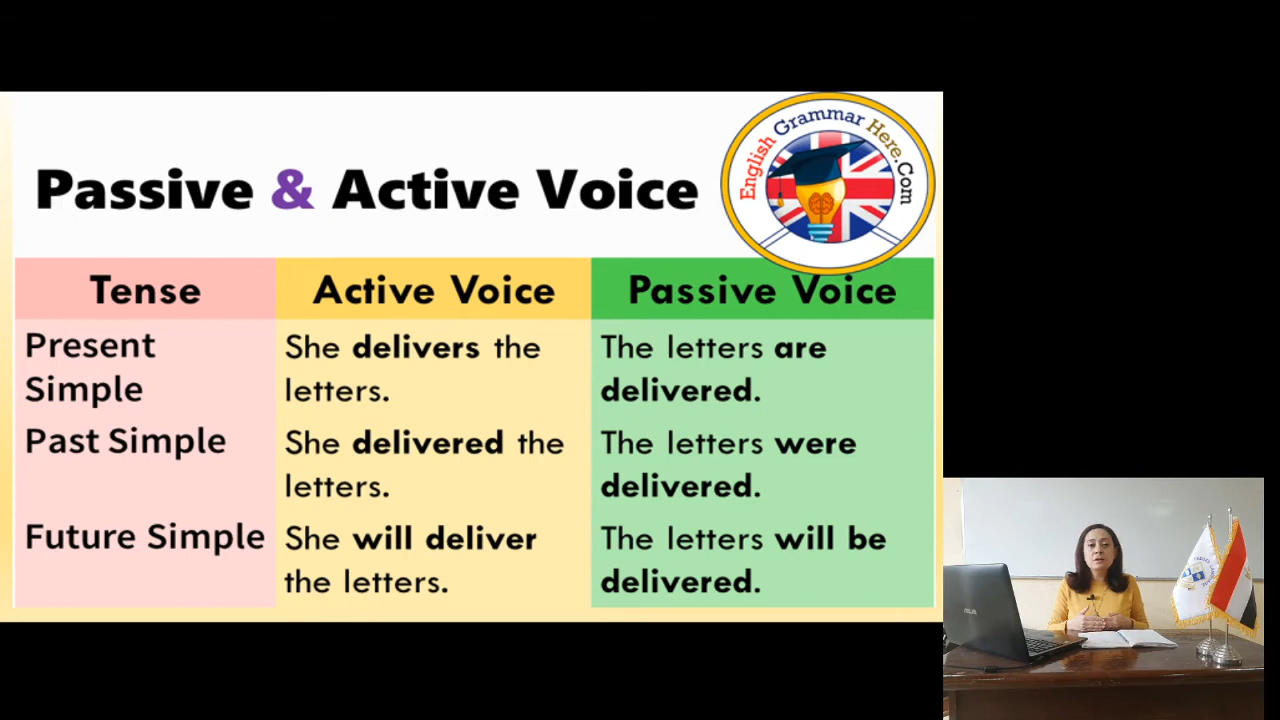 English Grammar Here.Com
Passive & Active Voice
Tense
Active Voice
Passive Voice
Present
Simple
She delivers the
letters.
The letters are
delivered.
Past Simple
She delivered the
letters.
The letters were
delivered.
Future Simple
She will deliver
the letters.
The letters will be
delivered.
ASUS